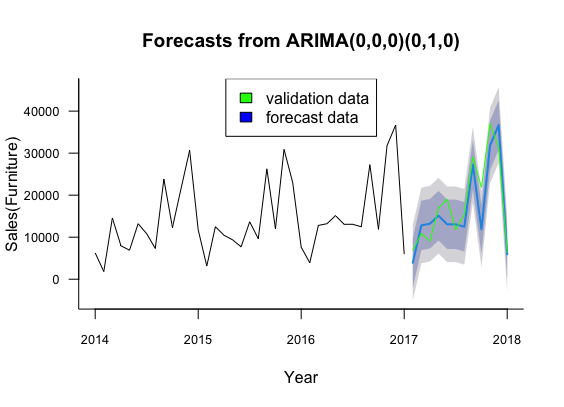 Forecasts from ARIMA(0,0,0)(0,1,0)
validation data
forecast data
Sales(Furniture)
40000
30000
20000
10000
0
2014 2015 2016 2017 2018
Year